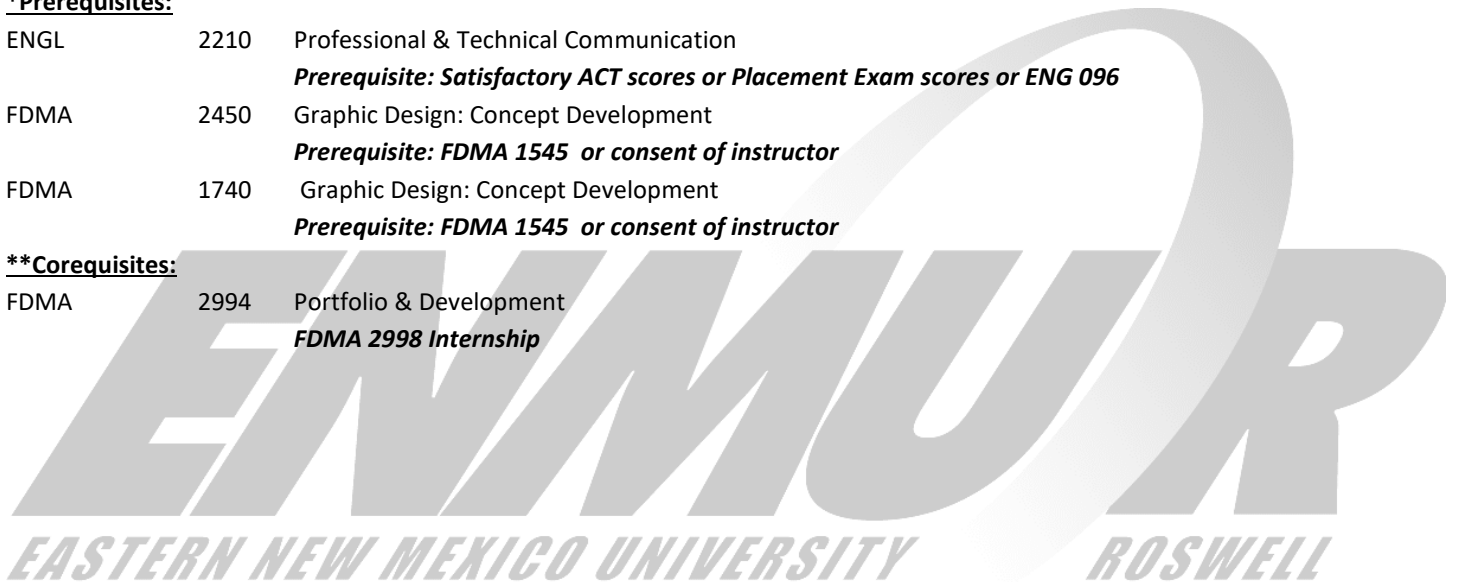 *Prerequisites:
ENGL 2210 Professional & Technical Communication
Prerequisite: Satisfactory ACT scores or Placement Exam scores or ENG 096
FDMA 2450 Graphic Design: Concept Development
Prerequisite: FDMA 1545 or consent of instructor
FDMA 1740 Graphic Design: Concept Development
Prerequisite: FDMA 1545 or consent of instructor
**Corequisites:
FDMA 2994 Portfolio & Development
FDMA 2998 Internship
ENMU R
EASTERN NEW MEXICO UNIVERSITY ROSWELL